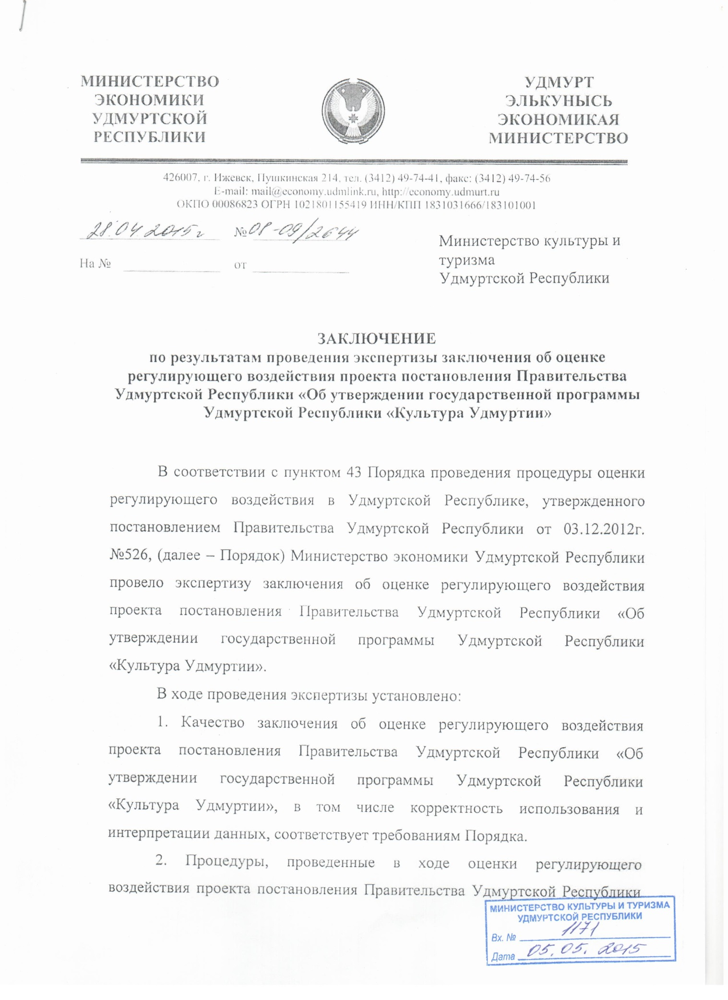 МИНИСТЕРСТВО
ЭКОНОМИКИ
УДМУРТСКОЙ
РЕСПУБЛИКИ
УДМУРТ
ЭЛЬКУНЫСЬ
ЭКОНОМИКАЯ
МИНИСТЕРСТВО
426007, г. Ижевск, Пушкинская 214, тел. (3412) 49-74-41, факс: (3412) 49-74-56
E-mail: mail@economy.udmlink.ru, http://economy.udmurt.ru
ОКПО 00086823 ОГРН 1021801155419 ИНН/КПП 1831031666/183101001
28.04.2015г № 08-09/2644
На № от
Министерство культуры и
туризма
Удмуртской Республики
ЗАКЛЮЧЕНИЕ
по результатам проведения экспертизы заключения об оценке
регулирующего воздействия проекта постановления Правительства
Удмуртской Республики «Об утверждении государственной программы
Удмуртской Республики «Культура Удмуртии»
В соответствии с пунктом 43 Порядка проведения процедуры оценки
регулирующего воздействия в Удмуртской Республике, утвержденного
постановлением Правительства Удмуртской Республики от 03.12.2012г.
№526, (далее – Порядок) Министерство экономики Удмуртской Республики
провело экспертизу заключения об оценке регулирующего воздействия
проекта постановления Правительства Удмуртской Республики «Об
утверждении государственной программы Удмуртской Республики
«Культура Удмуртии».
В ходе проведения экспертизы установлено:
1. Качество заключения об оценке регулирующего воздействия
проекта постановления Правительства Удмуртской Республики «Об
утверждении государственной программы Удмуртской Республики
«Культура Удмуртии», в том числе корректность использования и
интерпретации данных, соответствует требованиям Порядка.
2. Процедуры, проведенные в ходе оценки регулирующего
воздействия проекта постановления Правительства Удмуртской Республики
МИНИСТЕРСТВО КУЛЬТУРЫ И ТУРИЗМА
УДМУРТСКОЙ РЕСПУБЛИКИ
Вх. № 1171
Дата 05.05.2015